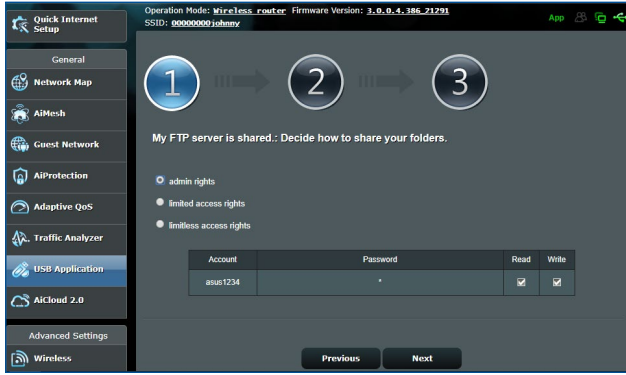 Operation Mode: Wireless router Firmware Version: 3.0.0.4.386_21291
SSID: 00000000johnny
App
Quick Internet
Setup
General
Network Map
AiMesh
Guest Network
AiProtection
Adaptive QoS
Traffic Analyzer
USB Application
AiCloud 2.0
Advanced Settings
Wireless
1 2 3
My FTP server is shared.: Decide how to share your folders.
admin rights
limited access rights
limitless access rights
Account Password Read Write
asus1234 *
Previous Next